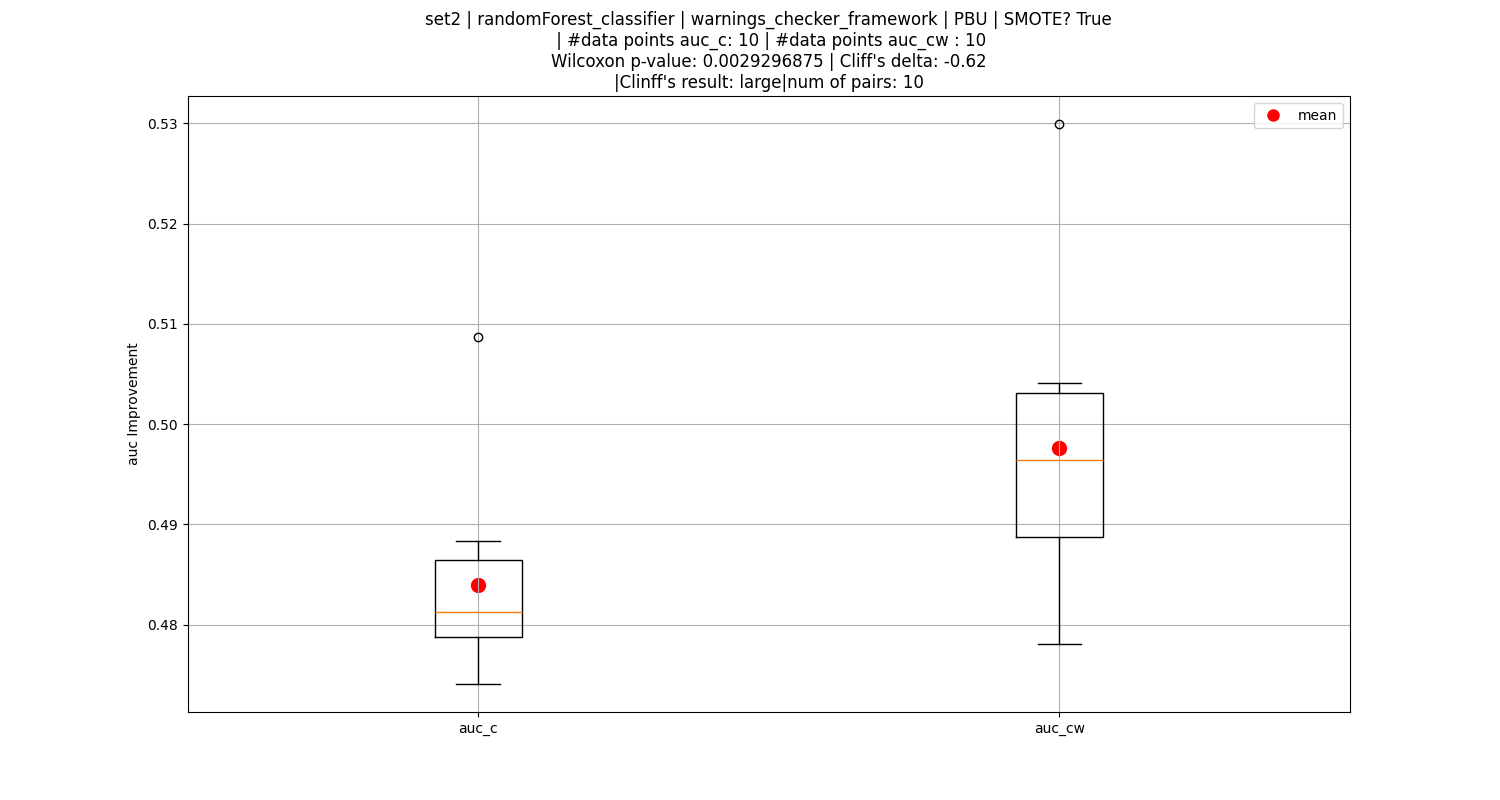 set2 | randomForest_classifier | warnings_checker_framework | PBU | SMOTE? True
| #data points auc_c: 10 | #data points auc_cw : 10
Wilcoxon p-value: 0.0029296875 | Cliff's delta: -0.62
|Clinff's result: large|num of pairs: 10
mean
0.53
0.52
0.51
0.50
0.49
0.48
auc Improvement
auc_c
auc_cw